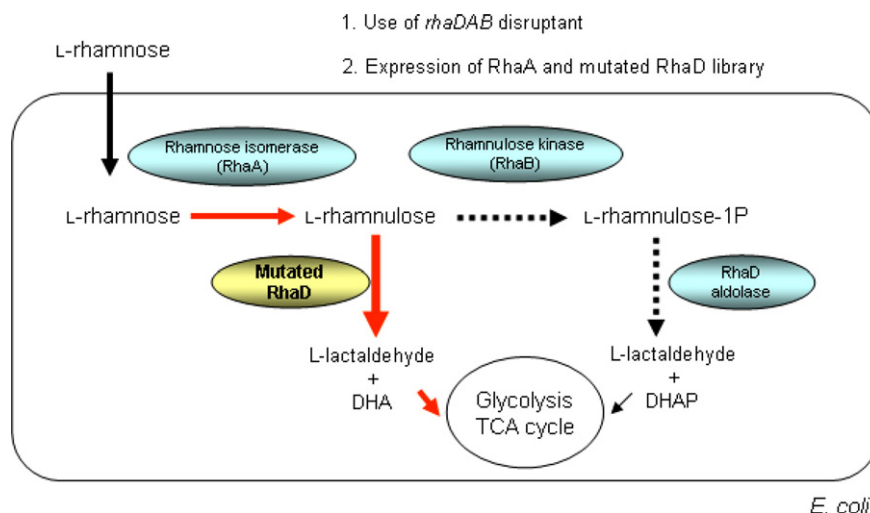 1. Use of rhaDAB disruptant
L-rhamnose
2. Expression of RhaA and mutated RhaD library
Rhamnose isomerase
(RhaA)
Rhamnulose kinase
(RhaB)
L-rhamnose
L-rhamnulose
L-rhamnulose-1P
Mutated
RhaD
RhaD
aldolase
L-lactaldehyde
+
DHA
L-lactaldehyde
+
DHAP
Glycolysis
TCA cycle
E. coli